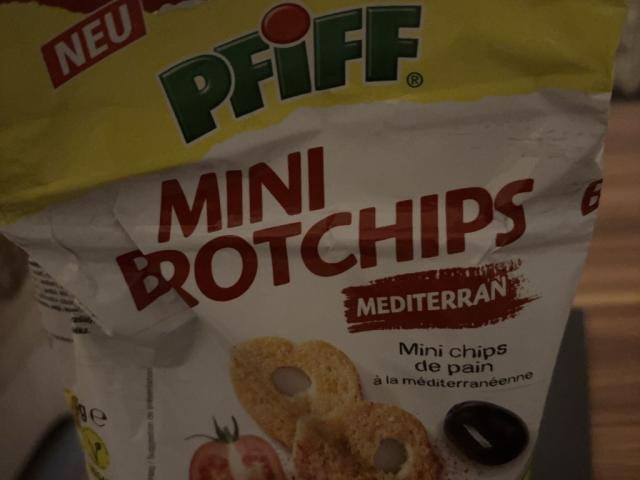 NEU
PFiFF®
MINI
BROTCHIPS
MEDITERRAN
Mini chips
de pain
à la méditerranéenne
g e